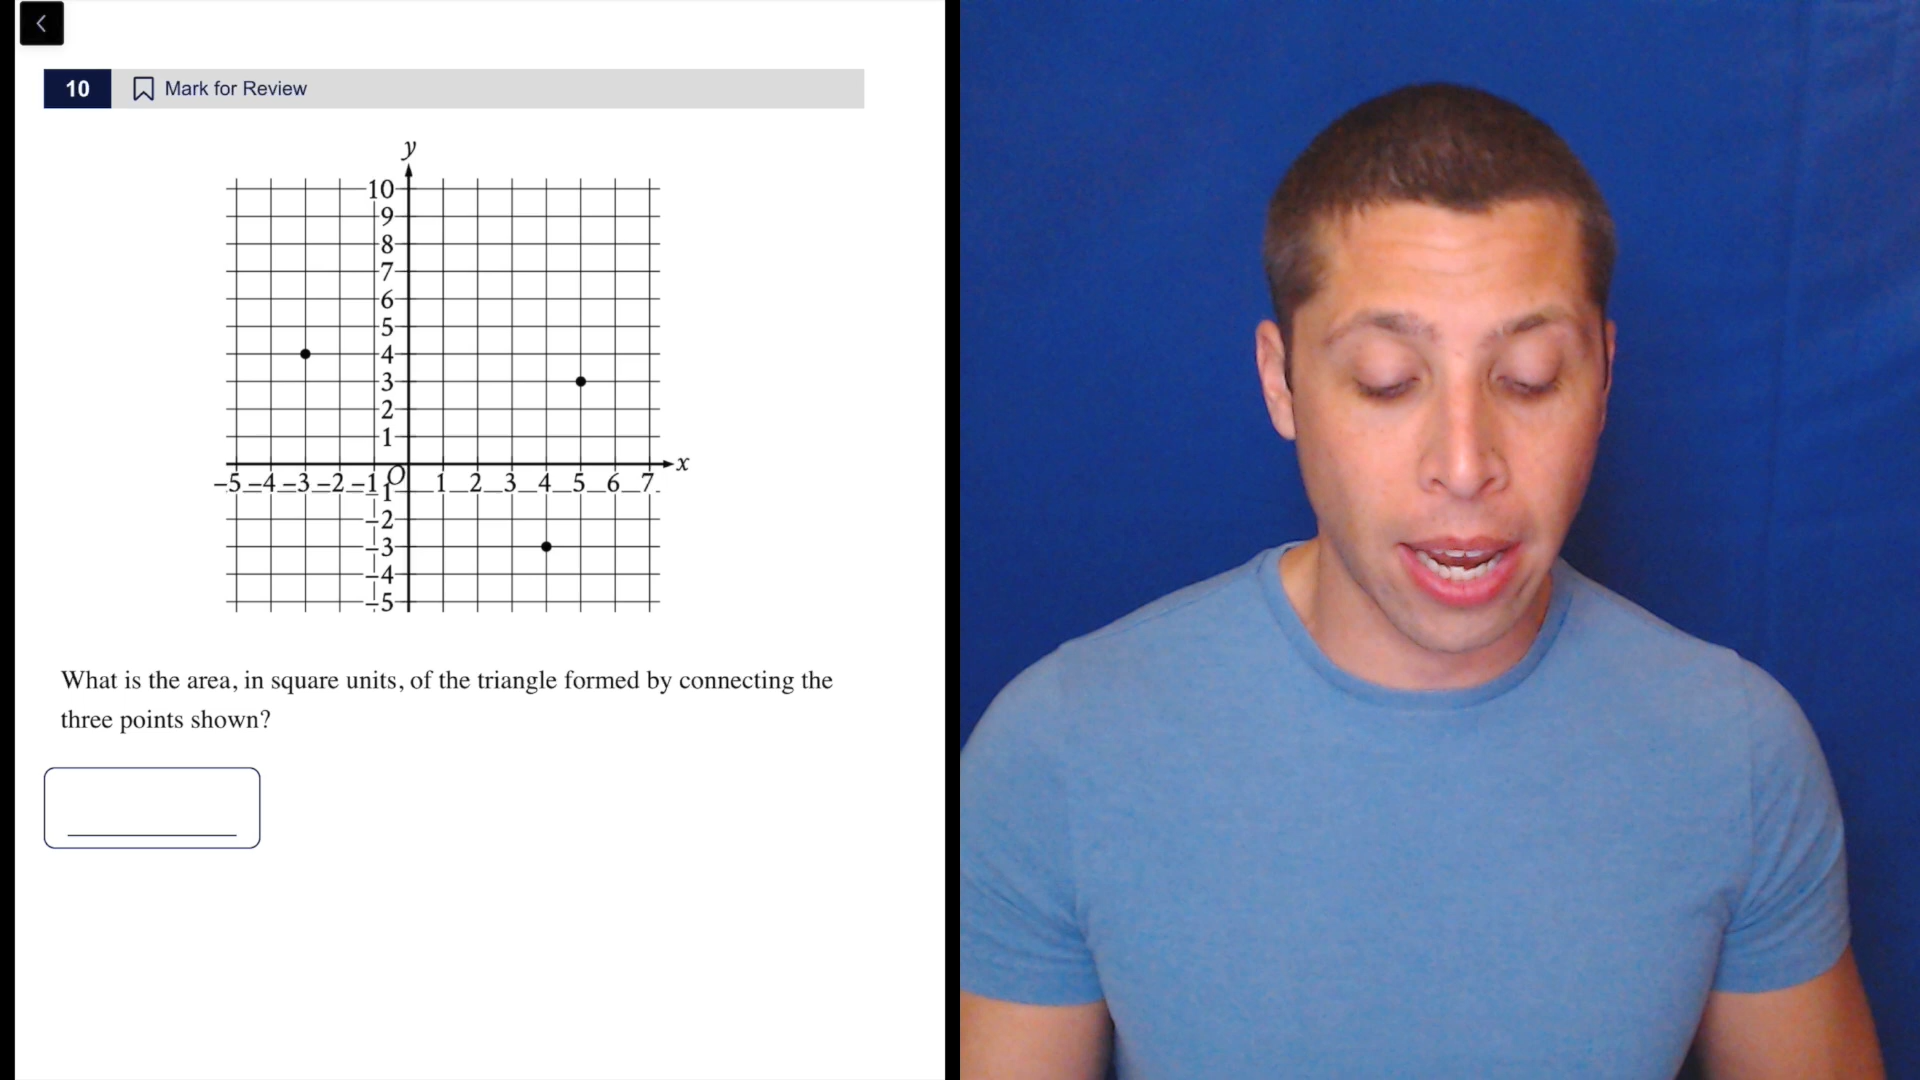 10 Mark for Review
y
10
9
8
7
6
5
4
3
2
1
x
O
−5 −4 −3 −2 −1 1 2 3 4 5 6 7
−1
−2
−3
−4
−5
What is the area, in square units, of the triangle formed by connecting the
three points shown?